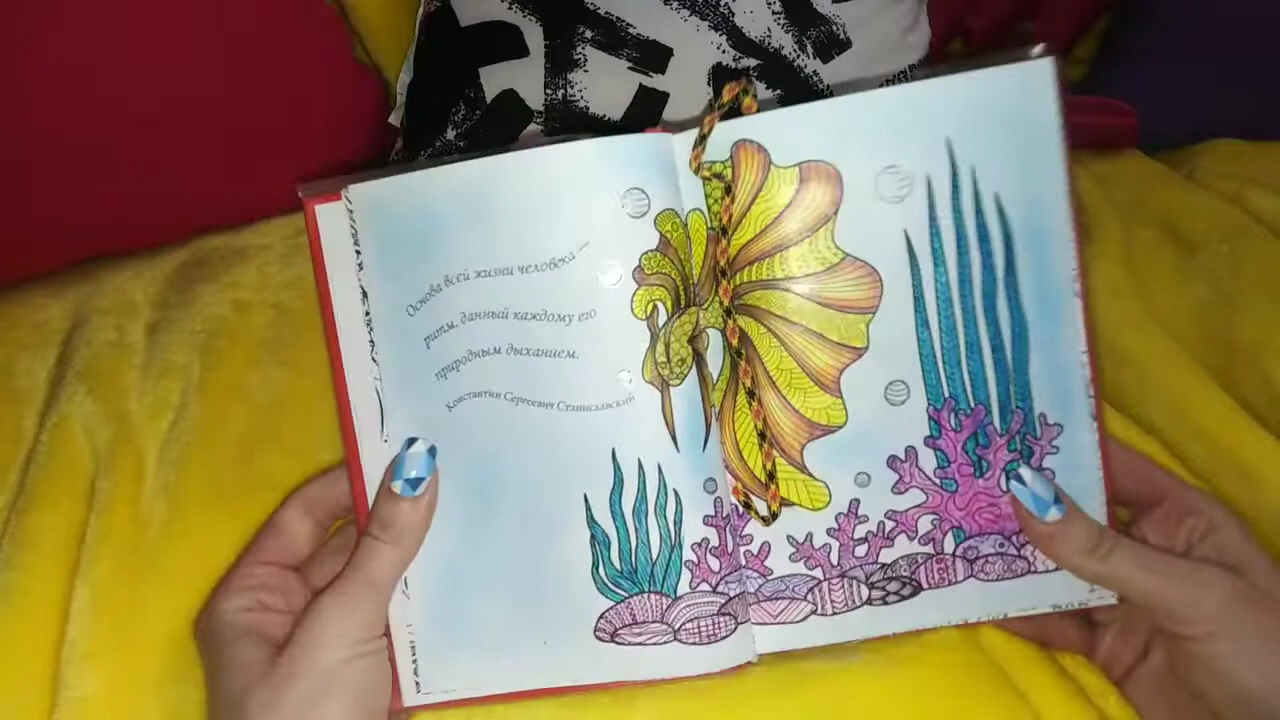 Основа всей жизни человека —
ритм, данный каждому его
природным дыханием.
Константин Сергеевич Станиславский